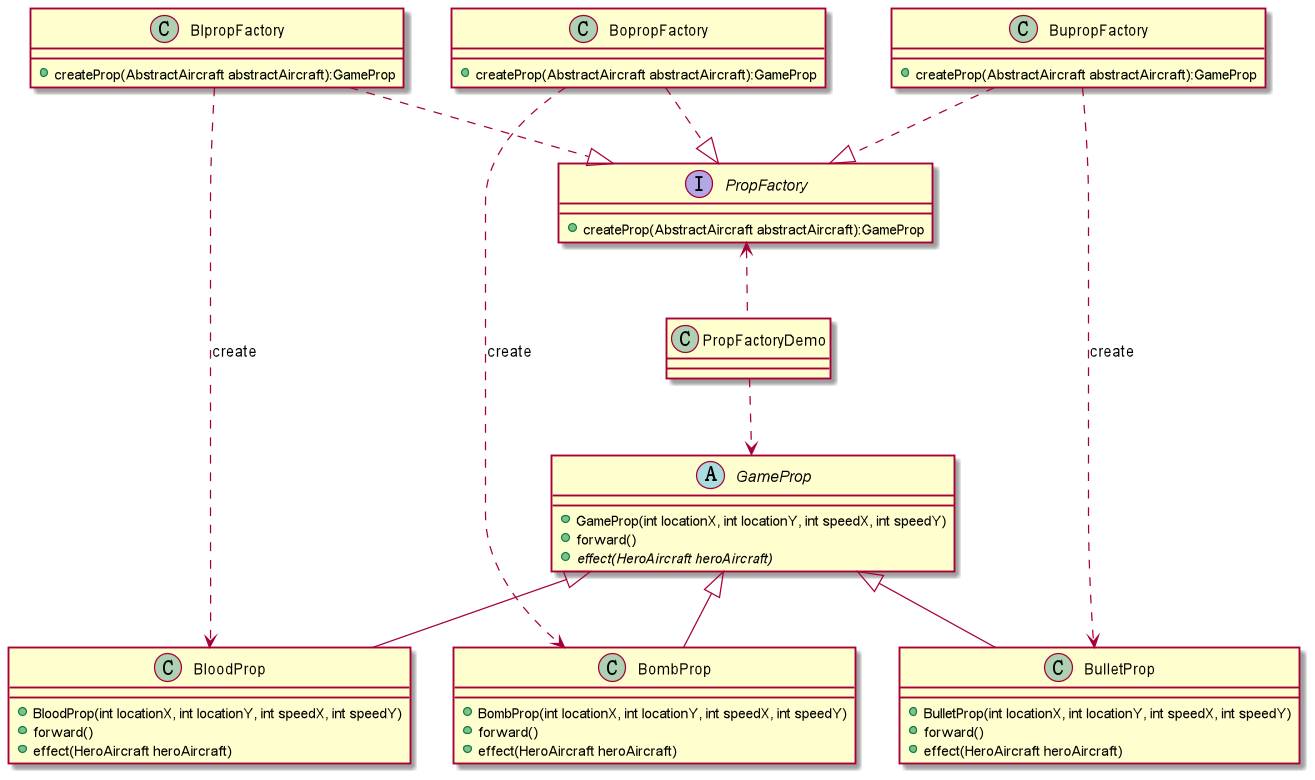 C BlpropFactory
createProp(AbstractAircraft abstractAircraft):GameProp
C BopropFactory
createProp(AbstractAircraft abstractAircraft):GameProp
C BupropFactory
createProp(AbstractAircraft abstractAircraft):GameProp
I PropFactory
createProp(AbstractAircraft abstractAircraft):GameProp
C PropFactoryDemo
create
create
create
A GameProp
GameProp(int locationX, int locationY, int speedX, int speedY)
forward()
effect(HeroAircraft heroAircraft)
C BloodProp
BloodProp(int locationX, int locationY, int speedX, int speedY)
forward()
effect(HeroAircraft heroAircraft)
C BombProp
BombProp(int locationX, int locationY, int speedX, int speedY)
forward()
effect(HeroAircraft heroAircraft)
C BulletProp
BulletProp(int locationX, int locationY, int speedX, int speedY)
forward()
effect(HeroAircraft heroAircraft)